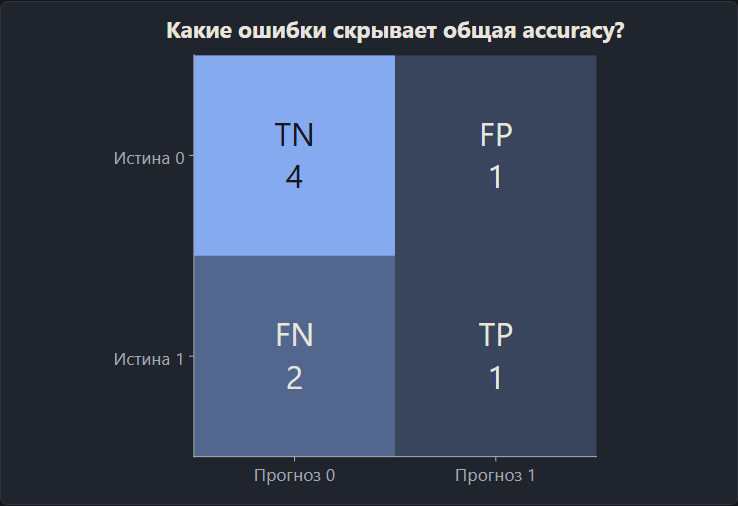 Какие ошибки скрывает общая accuracy?
Истина 0
TN
4
FP
1
Истина 1
FN
2
TP
1
Прогноз 0
Прогноз 1